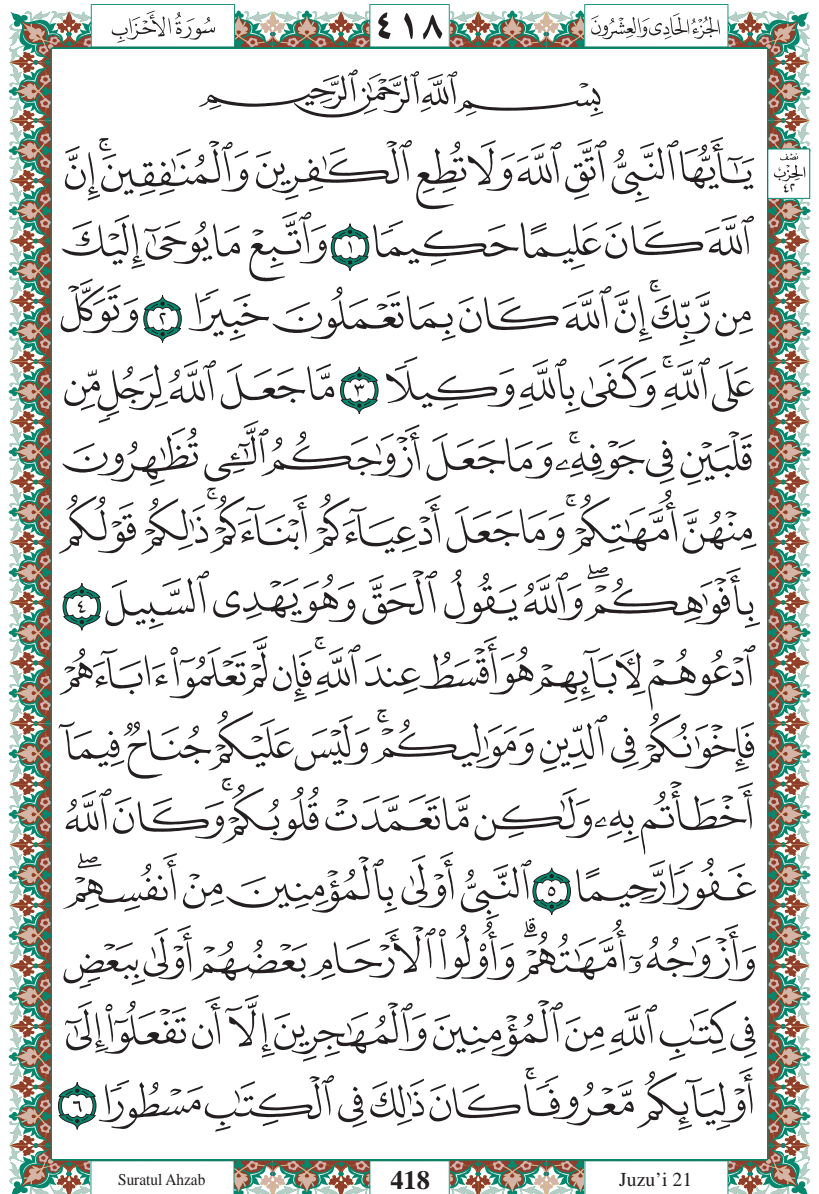 سُورَةُ الأَحْزَابِ ٤١٨ الجُزْءُ الحَادِى وَالعِشْرُونَ
بِسْمِ ٱللَّهِ ٱلرَّحْمَٰنِ ٱلرَّحِيمِ
نصف
الحِزْب
٤٢
يَـٰٓأَيُّهَا ٱلنَّبِىُّ ٱتَّقِ ٱللَّهَ وَلَا تُطِعِ ٱلْكَـٰفِرِينَ وَٱلْمُنَـٰفِقِينَۚ إِنَّ
ٱللَّهَ كَانَ عَلِيمًا حَكِيمًا ١ وَٱتَّبِعْ مَا يُوحَىٰٓ إِلَيْكَ
مِن رَّبِّكَۚ إِنَّ ٱللَّهَ كَانَ بِمَا تَعْمَلُونَ خَبِيرًا ٢ وَتَوَكَّلْ
عَلَى ٱللَّهِۚ وَكَفَىٰ بِٱللَّهِ وَكِيلًا ٣ مَّا جَعَلَ ٱللَّهُ لِرَجُلٍ مِّن
قَلْبَيْنِ فِى جَوْفِهِۦۚ وَمَا جَعَلَ أَزْوَٰجَكُمُ ٱلَّـٰٓـِٔى تُظَـٰهِرُونَ
مِنْهُنَّ أُمَّهَـٰتِكُمْۚ وَمَا جَعَلَ أَدْعِيَآءَكُمْ أَبْنَآءَكُمْۚ ذَٰلِكُمْ قَوْلُكُم
بِأَفْوَٰهِكُمْۖ وَٱللَّهُ يَقُولُ ٱلْحَقَّ وَهُوَ يَهْدِى ٱلسَّبِيلَ ٤
ٱدْعُوهُمْ لِـَٔابَآئِهِمْ هُوَ أَقْسَطُ عِندَ ٱللَّهِۚ فَإِن لَّمْ تَعْلَمُوٓا۟ ءَابَآءَهُمْ
فَإِخْوَٰنُكُمْ فِى ٱلدِّينِ وَمَوَٰلِيكُمْۚ وَلَيْسَ عَلَيْكُمْ جُنَاحٌ فِيمَآ
أَخْطَأْتُم بِهِۦ وَلَـٰكِن مَّا تَعَمَّدَتْ قُلُوبُكُمْۚ وَكَانَ ٱللَّهُ
غَفُورًا رَّحِيمًا ٥ ٱلنَّبِىُّ أَوْلَىٰ بِٱلْمُؤْمِنِينَ مِنْ أَنفُسِهِمْۖ
وَأَزْوَٰجُهُۥٓ أُمَّهَـٰتُهُمْۗ وَأُو۟لُوا۟ ٱلْأَرْحَامِ بَعْضُهُمْ أَوْلَىٰ بِبَعْضٍ
فِى كِتَـٰبِ ٱللَّهِ مِنَ ٱلْمُؤْمِنِينَ وَٱلْمُهَـٰجِرِينَ إِلَّآ أَن تَفْعَلُوٓا۟ إِلَىٰٓ
أَوْلِيَآئِكُم مَّعْرُوفًاۚ كَانَ ذَٰلِكَ فِى ٱلْكِتَـٰبِ مَسْطُورًا ٦
Suratul Ahzab 418 Juzu'i 21